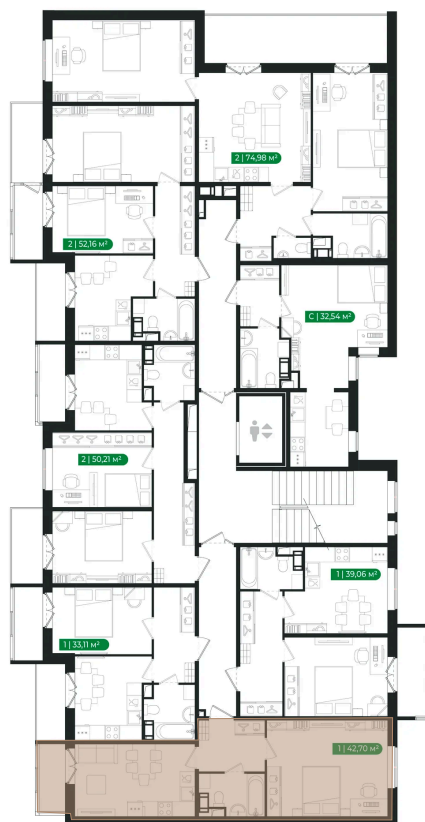 2 | 74,98 м²
2 | 52,16 м²
С | 32,54 м²
2 | 50,21 м²
1 | 39,06 м²
1 | 33,11 м²
1 | 42,70 м²